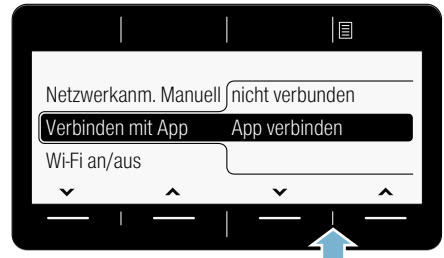 Netzwerkanm. Manuell nicht verbunden
Verbinden mit App App verbinden
Wi-Fi an/aus